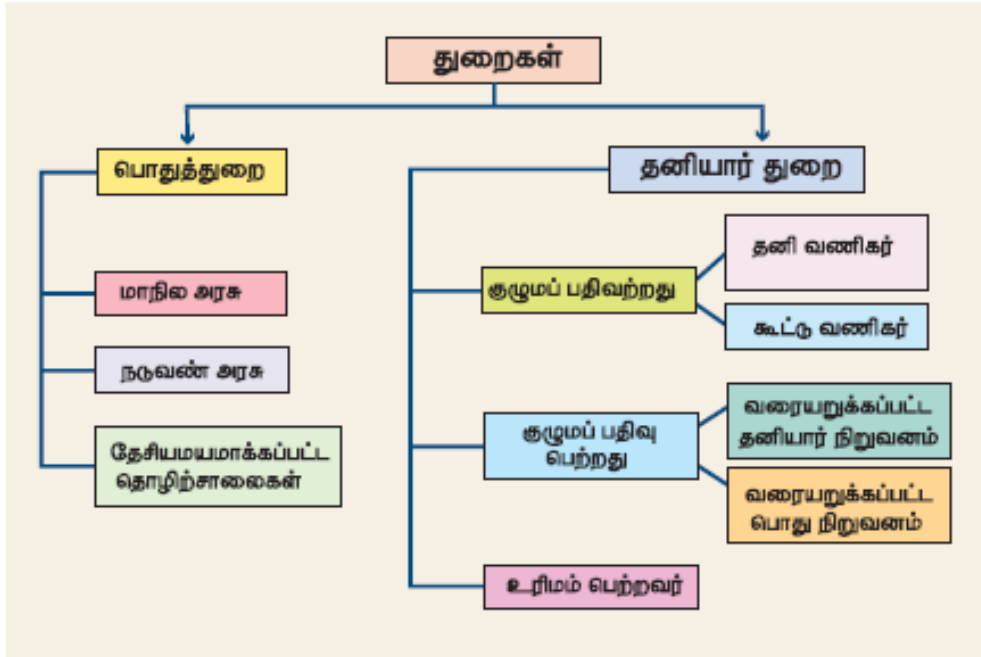 துறைகள்
பொதுத்துறை
மாநில அரசு
நடுவண் அரசு
தேசியமயமாக்கப்பட்ட
தொழிற்சாலைகள்
தனியார் துறை
குழுமப் பதிவற்றது
தனி வணிகர்
கூட்டு வணிகர்
குழுமப் பதிவு
பெற்றது
வரையறுக்கப்பட்ட
தனியார் நிறுவனம்
வரையறுக்கப்பட்ட
பொது நிறுவனம்
உரிமம் பெற்றவர்